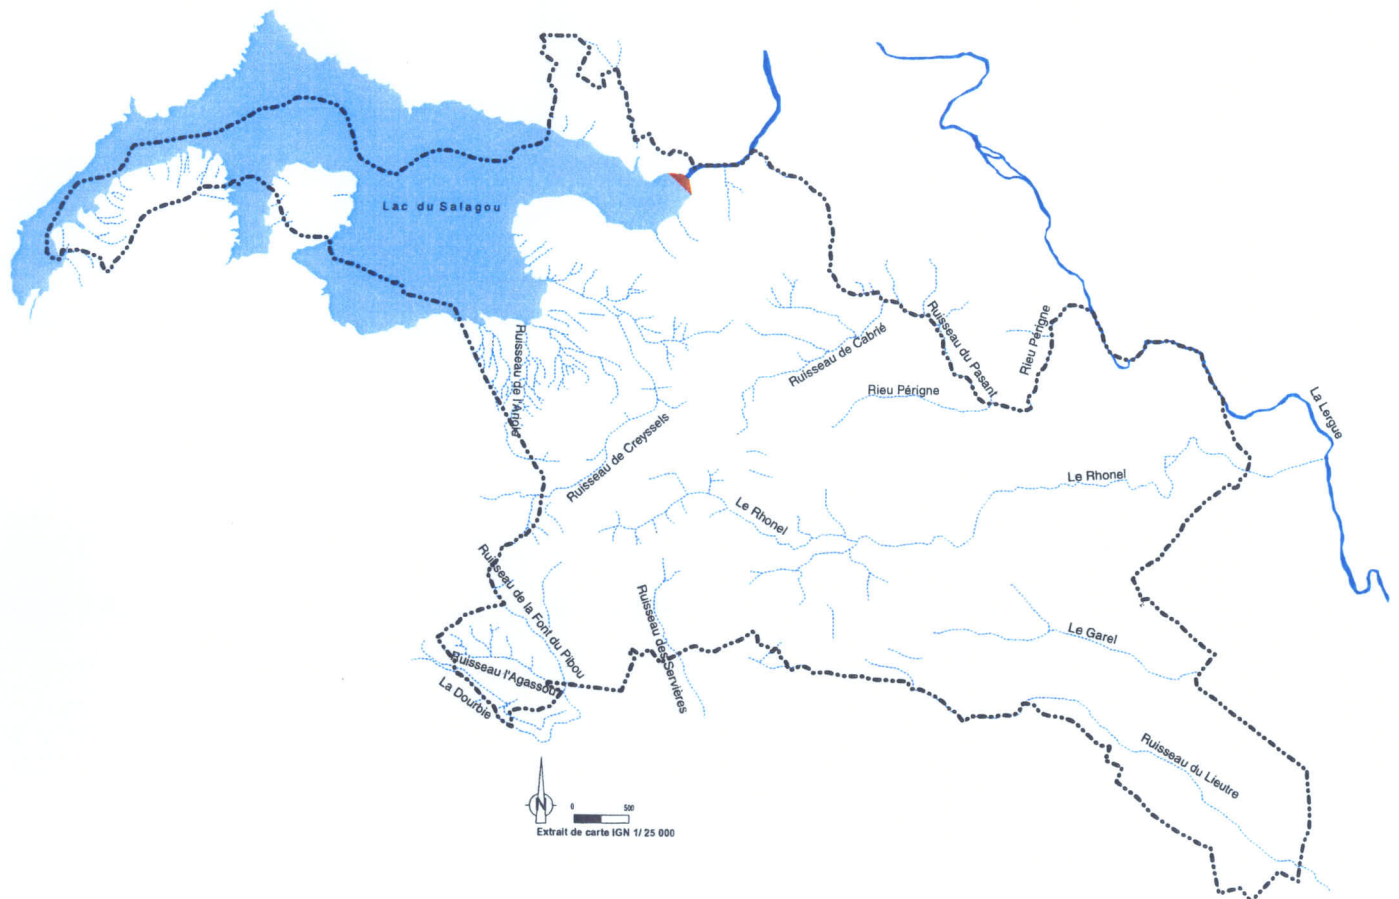 Lac du Salagou
Ruisseau de l'Angle
Ruisseau de Cabrié
Ruisseau du Pasant
Rieu Périgne
Rieu Périgne
La Lergue
Ruisseau de Creyssels
Le Rhonel
Le Rhonel
Ruisseau de la Font du Pibou
Ruisseau des Servières
Le Garel
Ruisseau l'Agassou
La Dourbie
Ruisseau du Lieutre
N
0 500
Extrait de carte IGN 1/ 25 000